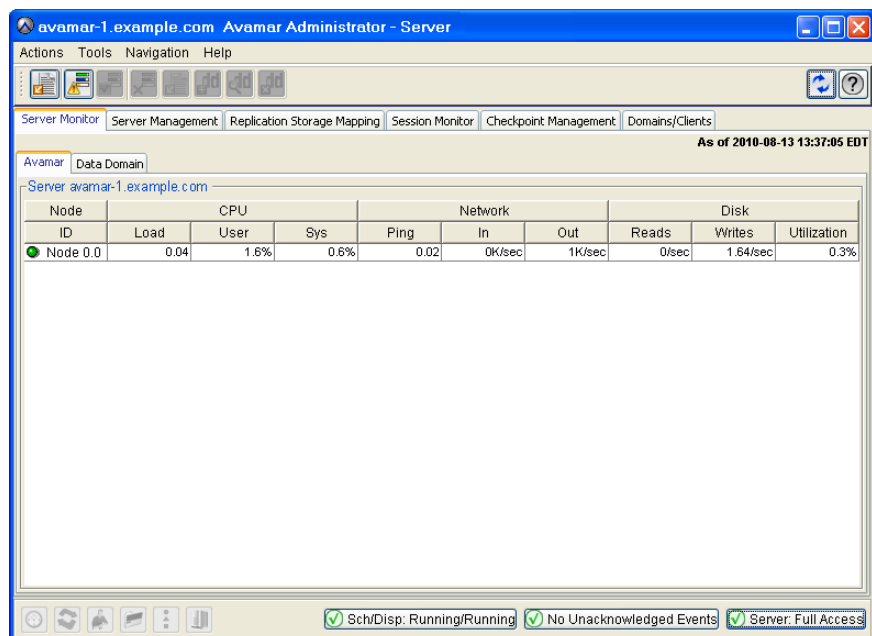 avamar-1.example.com Avamar Administrator - Server
Actions Tools Navigation Help
Server Monitor Server Management Replication Storage Mapping Session Monitor Checkpoint Management Domains/Clients
As of 2010-08-13 13:37:05 EDT
Avamar Data Domain
Server avamar-1.example.com
Node CPU Network Disk
ID Load User Sys Ping In Out Reads Writes Utilization
Node 0.0 0.04 1.6% 0.6% 0.02 0K/sec 1K/sec 0/sec 1.64/sec 0.3%
Sch/Disp: Running/Running No Unacknowledged Events Server: Full Access